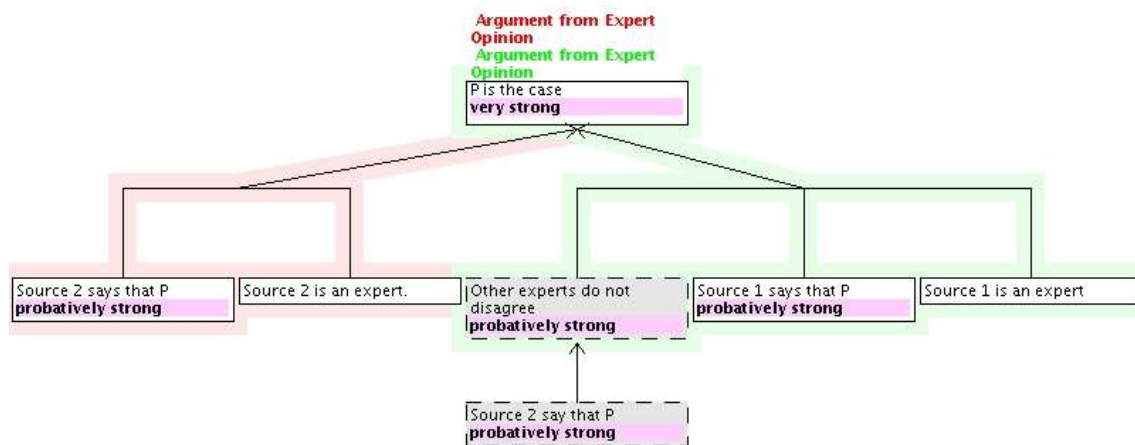 Argument from Expert
Opinion
Argument from Expert
Opinion
P is the case
very strong
Source 2 says that P
probatively strong
Source 2 is an expert.
Other experts do not
disagree
probatively strong
Source 1 says that P
probatively strong
Source 1 is an expert
Source 2 say that P
probatively strong